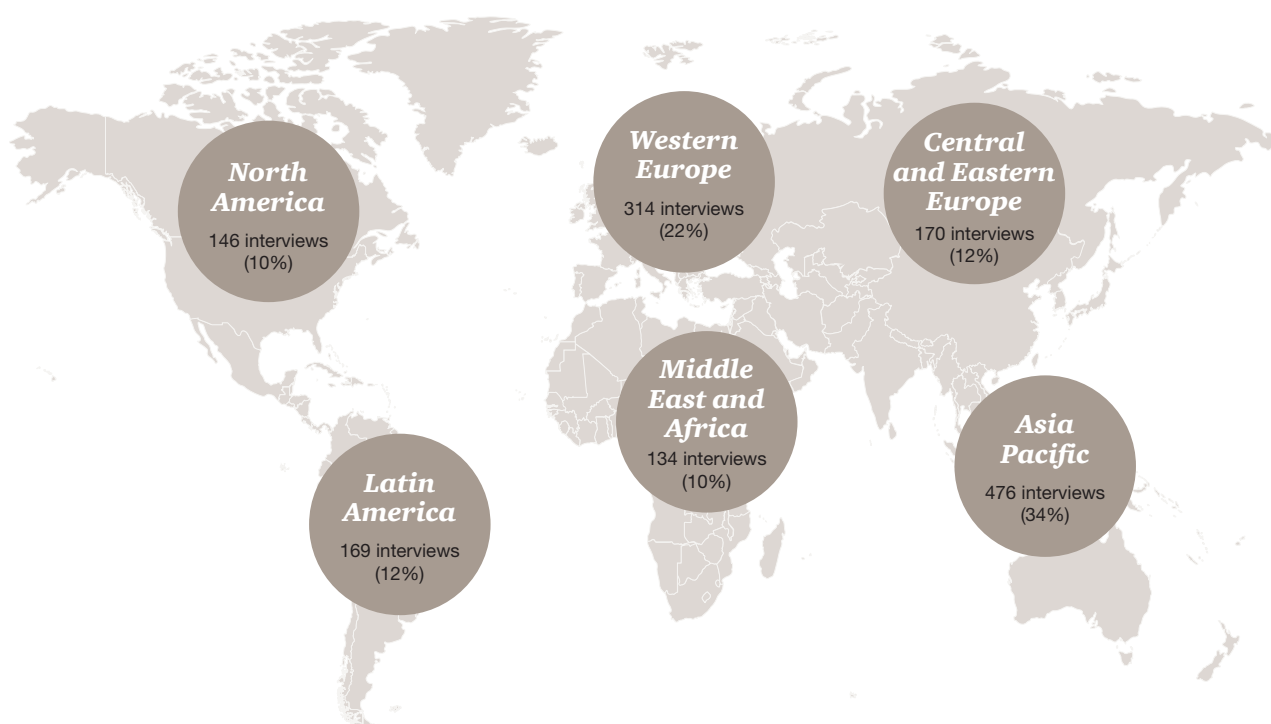 North
America
146 interviews
(10%)
Western
Europe
314 interviews
(22%)
Central
and Eastern
Europe
170 interviews
(12%)
Middle
East and
Africa
134 interviews
(10%)
Asia
Pacific
476 interviews
(34%)
Latin
America
169 interviews
(12%)